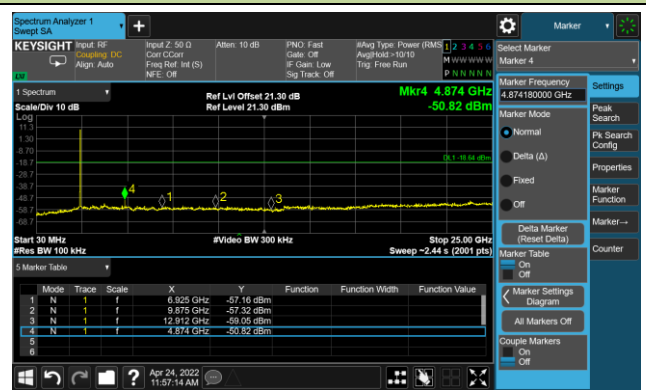 Spectrum Analyzer 1
Swept SA
Marker
KEYSIGHT
Input: RF
Coupling: DC
Align: Auto
Input Z: 50 Ω
Corr CCorr
Freq Ref: Int (S)
NFE: Off
Atten: 10 dB
PNO: Fast
Gate: Off
IF Gain: Low
Sig Track: Off
#Avg Type: Power (RMS
Avg|Hold:>10/10
Trig: Free Run
1 2 3 4 5 6
M W W W W W
P N N N N N
LW
Select Marker
Marker 4
1 Spectrum
Scale/Div 10 dB
Log
Ref Lvl Offset 21.30 dB
Ref Level 21.30 dBm
Mkr4 4.874 GHz
-50.82 dBm
11.3
1.30
-8.70
-18.7
-28.7
-38.7
-48.7
-58.7
-68.7
DL1 -18.64 dBm
4
1
2
3
Start 30 MHz
#Res BW 100 kHz
#Video BW 300 kHz
Stop 25.00 GHz
Sweep ~2.44 s (2001 pts)
5 Marker Table
Mode Trace Scale X Y Function Function Width Function Value
1 N 1 f 6.925 GHz -57.16 dBm
2 N 1 f 9.875 GHz -57.32 dBm
3 N 1 f 12.912 GHz -59.05 dBm
4 N 1 f 4.874 GHz -50.82 dBm
5
6
Marker Frequency
4.874180000 GHz
Marker Mode
Normal
Delta (Δ)
Fixed
Off
Delta Marker
(Reset Delta)
Marker Table
On
Off
Marker Settings
Diagram
All Markers Off
Couple Markers
On
Off
Settings
Peak
Search
Pk Search
Config
Properties
Marker
Function
Marker→
Counter
?
Apr 24, 2022
11:57:14 AM